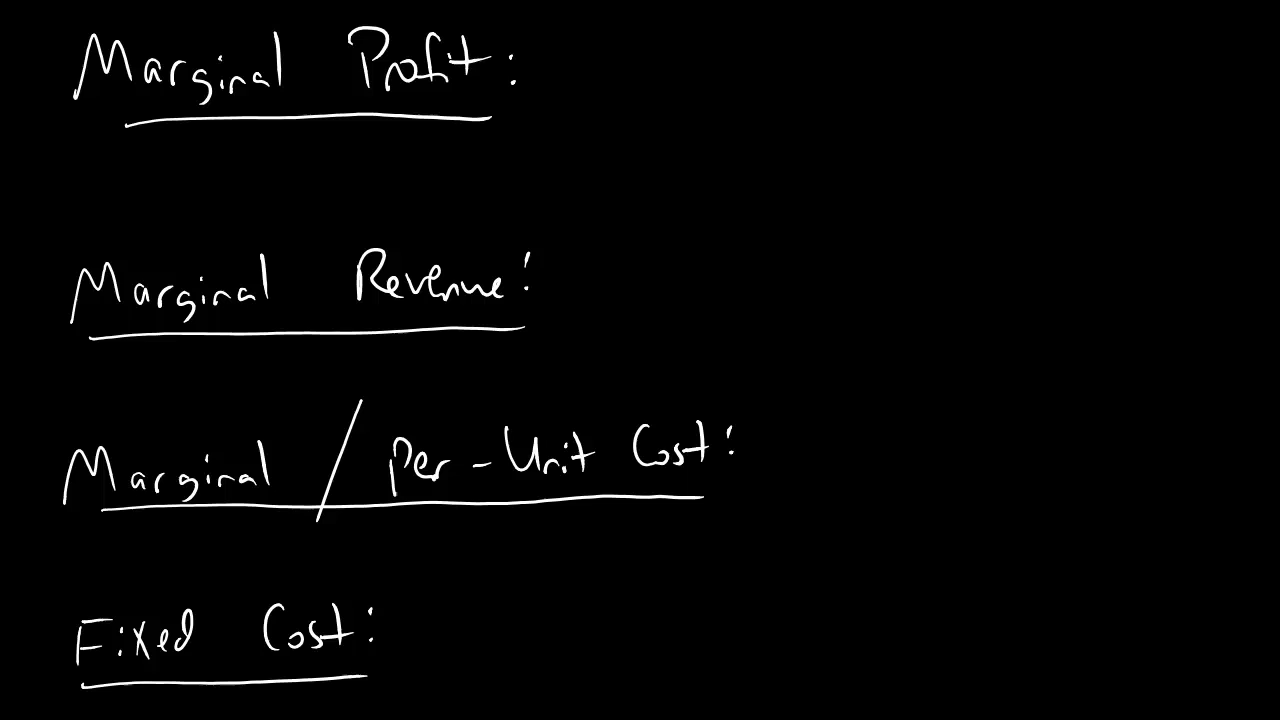 Marginal Profit:
Marginal Revenue:
Marginal / Per-Unit Cost:
Fixed Cost: